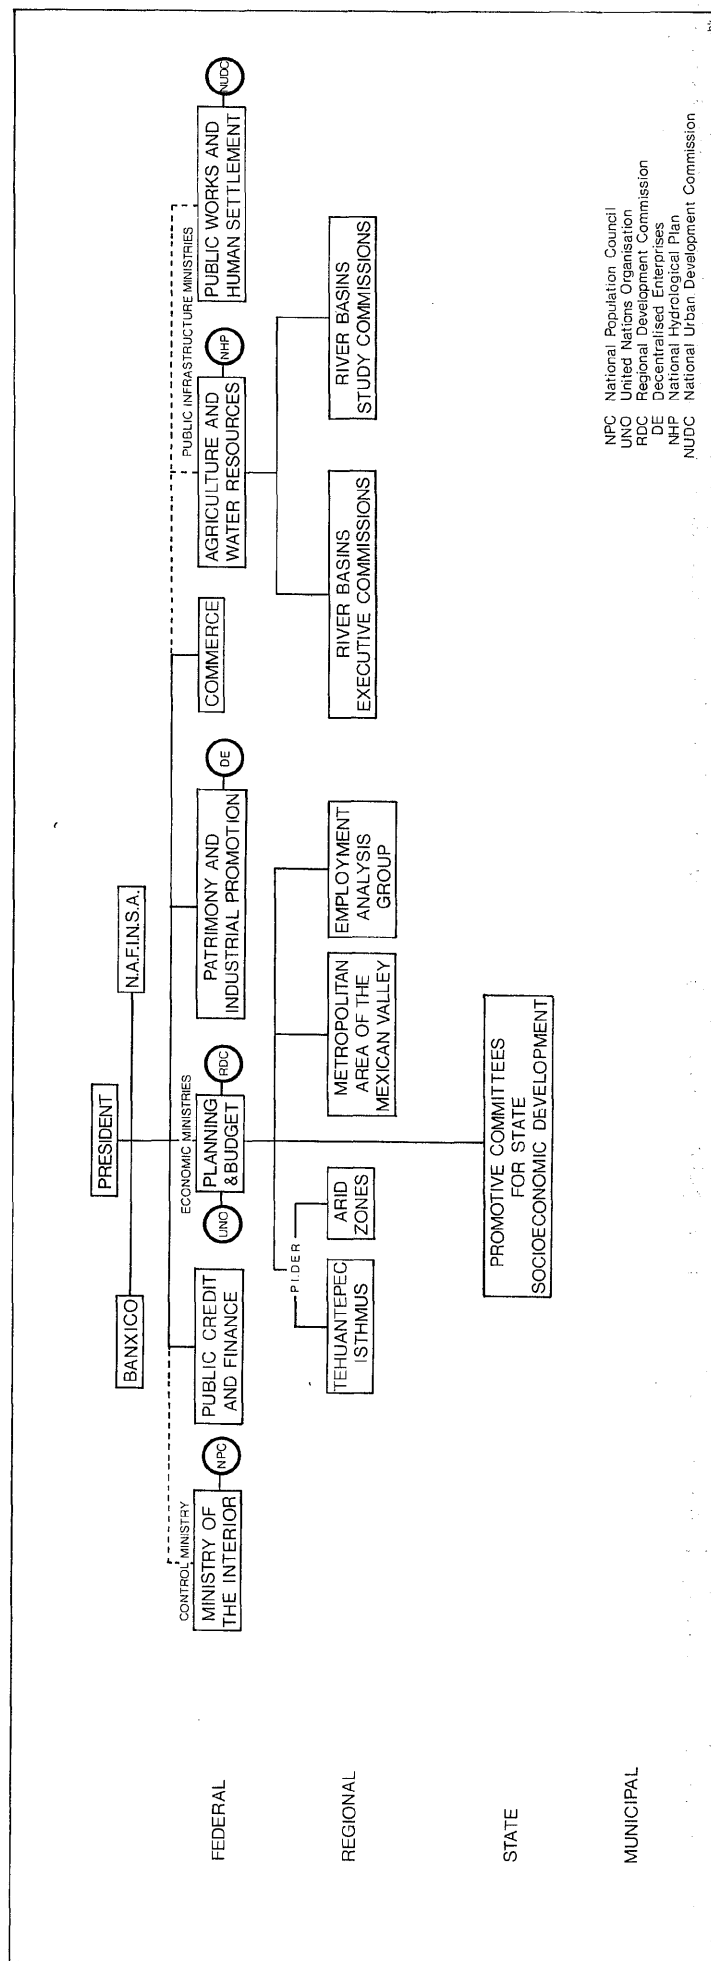 PRESIDENT
BANXICO
N.A.F.I.N.S.A.
CONTROL MINISTRY
ECONOMIC MINISTRIES
PUBLIC INFRASTRUCTURE MINISTRIES
FEDERAL
MINISTRY OF
THE INTERIOR
NPC
PUBLIC CREDIT
AND FINANCE
UNO
PLANNING
&BUDGET
RDC
PATRIMONY AND
INDUSTRIAL PROMOTION
DE
COMMERCE
AGRICULTURE AND
WATER RESOURCES
NHP
PUBLIC WORKS AND
HUMAN SETTLEMENT
NUDC
REGIONAL
P.I.DER
TEHUANTEPEC
ISTHMUS
ARID
ZONES
METROPOLITAN
AREA OF THE
MEXICAN VALLEY
EMPLOYMENT
ANALYSIS
GROUP
RIVER BASINS
EXECUTIVE COMMISSIONS
RIVER BASINS
STUDY COMMISSIONS
STATE
PROMOTIVE COMMITTEES
FOR STATE
SOCIOECONOMIC DEVELOPMENT
MUNICIPAL
NPC National Population Council
UNO United Nations Organisation
RDC Regional Development Commission
DE Decentralised Enterprises
NHP National Hydrological Plan
NUDC National Urban Development Commission